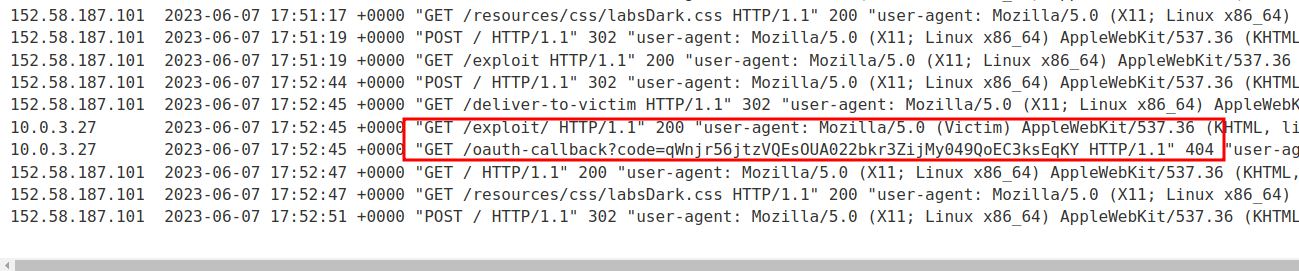 152.58.187.101 2023-06-07 17:51:17 +0000 "GET /resources/css/labsDark.css HTTP/1.1" 200 "user-agent: Mozilla/5.0 (X11; Linux x86_64)
152.58.187.101 2023-06-07 17:51:19 +0000 "POST / HTTP/1.1" 302 "user-agent: Mozilla/5.0 (X11; Linux x86_64) AppleWebKit/537.36 (KHTML
152.58.187.101 2023-06-07 17:51:19 +0000 "GET /exploit HTTP/1.1" 200 "user-agent: Mozilla/5.0 (X11; Linux x86_64) AppleWebKit/537.36
152.58.187.101 2023-06-07 17:52:44 +0000 "POST / HTTP/1.1" 302 "user-agent: Mozilla/5.0 (X11; Linux x86_64) AppleWebKit/537.36 (KHTML
152.58.187.101 2023-06-07 17:52:45 +0000 "GET /deliver-to-victim HTTP/1.1" 302 "user-agent: Mozilla/5.0 (X11; Linux x86_64) AppleWebK
10.0.3.27 2023-06-07 17:52:45 +0000 "GET /exploit/ HTTP/1.1" 200 "user-agent: Mozilla/5.0 (Victim) AppleWebKit/537.36 (KHTML, li
10.0.3.27 2023-06-07 17:52:45 +0000 "GET /oauth-callback?code=qWnjr56jtzVQEsOUA022bkr3ZijMy049QoEC3ksEqKY HTTP/1.1" 404 "user-ag
152.58.187.101 2023-06-07 17:52:47 +0000 "GET / HTTP/1.1" 200 "user-agent: Mozilla/5.0 (X11; Linux x86_64) AppleWebKit/537.36 (KHTML,
152.58.187.101 2023-06-07 17:52:47 +0000 "GET /resources/css/labsDark.css HTTP/1.1" 200 "user-agent: Mozilla/5.0 (X11; Linux x86_64)
152.58.187.101 2023-06-07 17:52:51 +0000 "POST / HTTP/1.1" 302 "user-agent: Mozilla/5.0 (X11; Linux x86_64) AppleWebKit/537.36 (KHTML